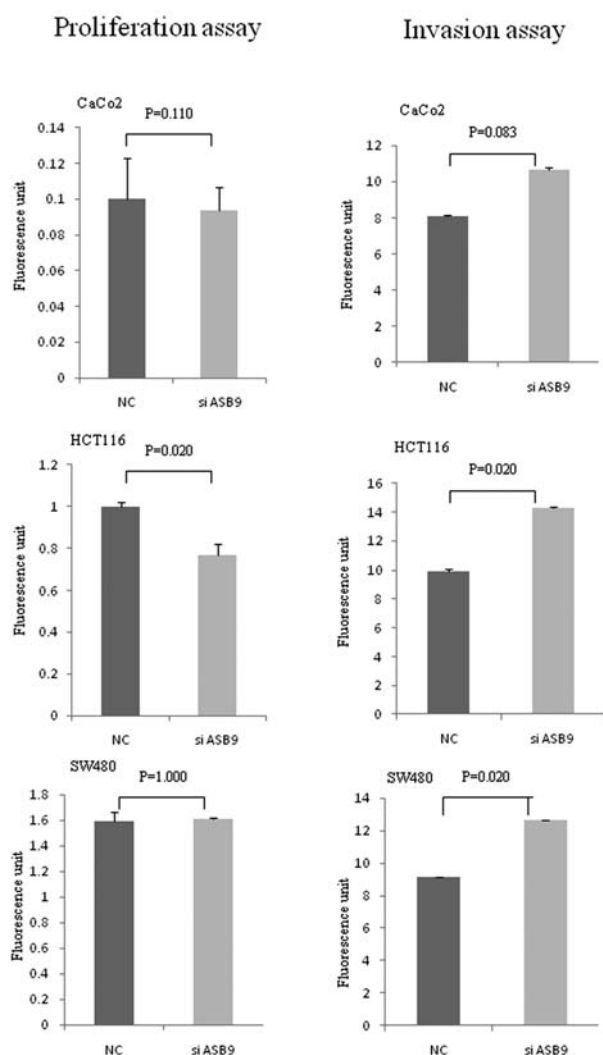 Proliferation assay
Invasion assay
CaCo2
P=0.110
0.14
0.12
0.1
0.08
0.06
0.04
0.02
0
Fluorescence unit
NC
si ASB9
CaCo2
P=0.083
12
10
8
6
4
2
0
Fluorescence unit
NC
si ASB9
HCT116
P=0.020
1.2
1
0.8
0.6
0.4
0.2
0
Fluorescence unit
NC
si ASB9
HCT116
P=0.020
16
14
12
10
8
6
4
2
0
Fluorescence unit
NC
si ASB9
SW480
P=1.000
1.8
1.6
1.4
1.2
1
0.8
0.6
0.4
0.2
0
Fluorescence unit
NC
si ASB9
SW480
P=0.020
14
12
10
8
6
4
2
0
Fluorescence unit
NC
si ASB9